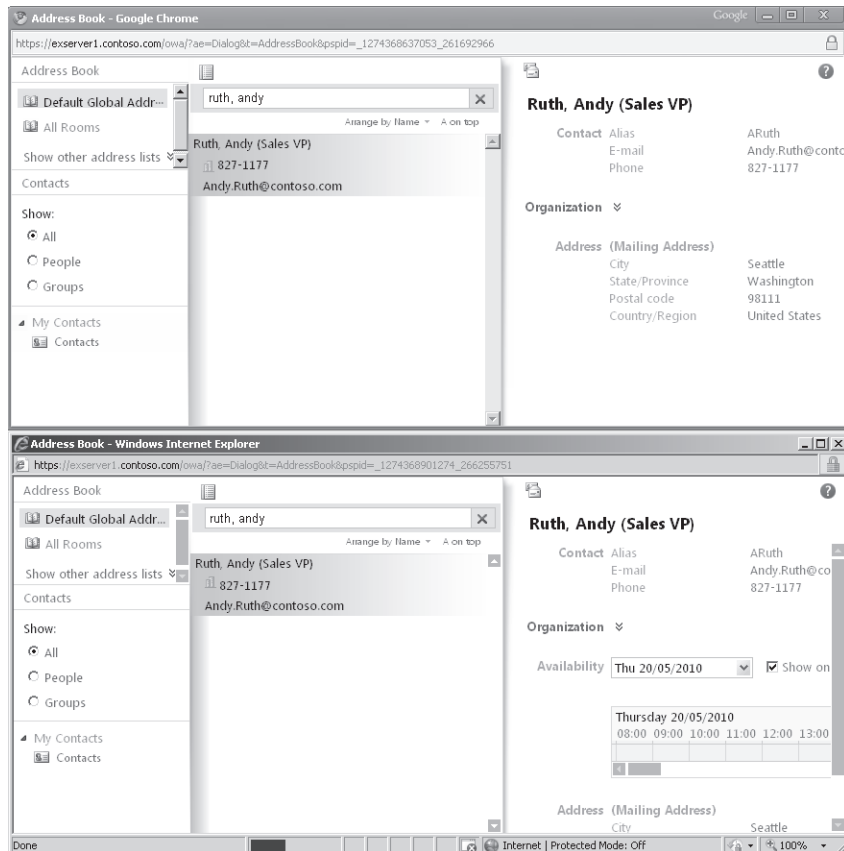 Address Book - Google Chrome
Google
https://exserver1.contoso.com/owa/?ae=Dialog&t=AddressBook&pspid=_1274368637053_261692966
Address Book
Default Global Addr...
All Rooms
Show other address lists
Contacts
Show:
All
People
Groups
My Contacts
Contacts
ruth, andy
Arrange by Name A on top
Ruth, Andy (Sales VP)
827-1177
Andy.Ruth@contoso.com
Ruth, Andy (Sales VP)
Contact Alias ARuth
E-mail Andy.Ruth@conto
Phone 827-1177
Organization
Address (Mailing Address)
City Seattle
State/Province Washington
Postal code 98111
Country/Region United States
Address Book - Windows Internet Explorer
https://exserver1.contoso.com/owa/?ae=Dialog&t=AddressBook&pspid=_1274368901274_266255751
Address Book
Default Global Addr...
All Rooms
Show other address lists
Contacts
Show:
All
People
Groups
My Contacts
Contacts
ruth, andy
Arrange by Name A on top
Ruth, Andy (Sales VP)
827-1177
Andy.Ruth@contoso.com
Ruth, Andy (Sales VP)
Contact Alias ARuth
E-mail Andy.Ruth@co
Phone 827-1177
Organization
Availability Thu 20/05/2010 Show on
Thursday 20/05/2010
08:00 09:00 10:00 11:00 12:00 13:00
Address (Mailing Address)
City Seattle
Done Internet | Protected Mode: Off 100%